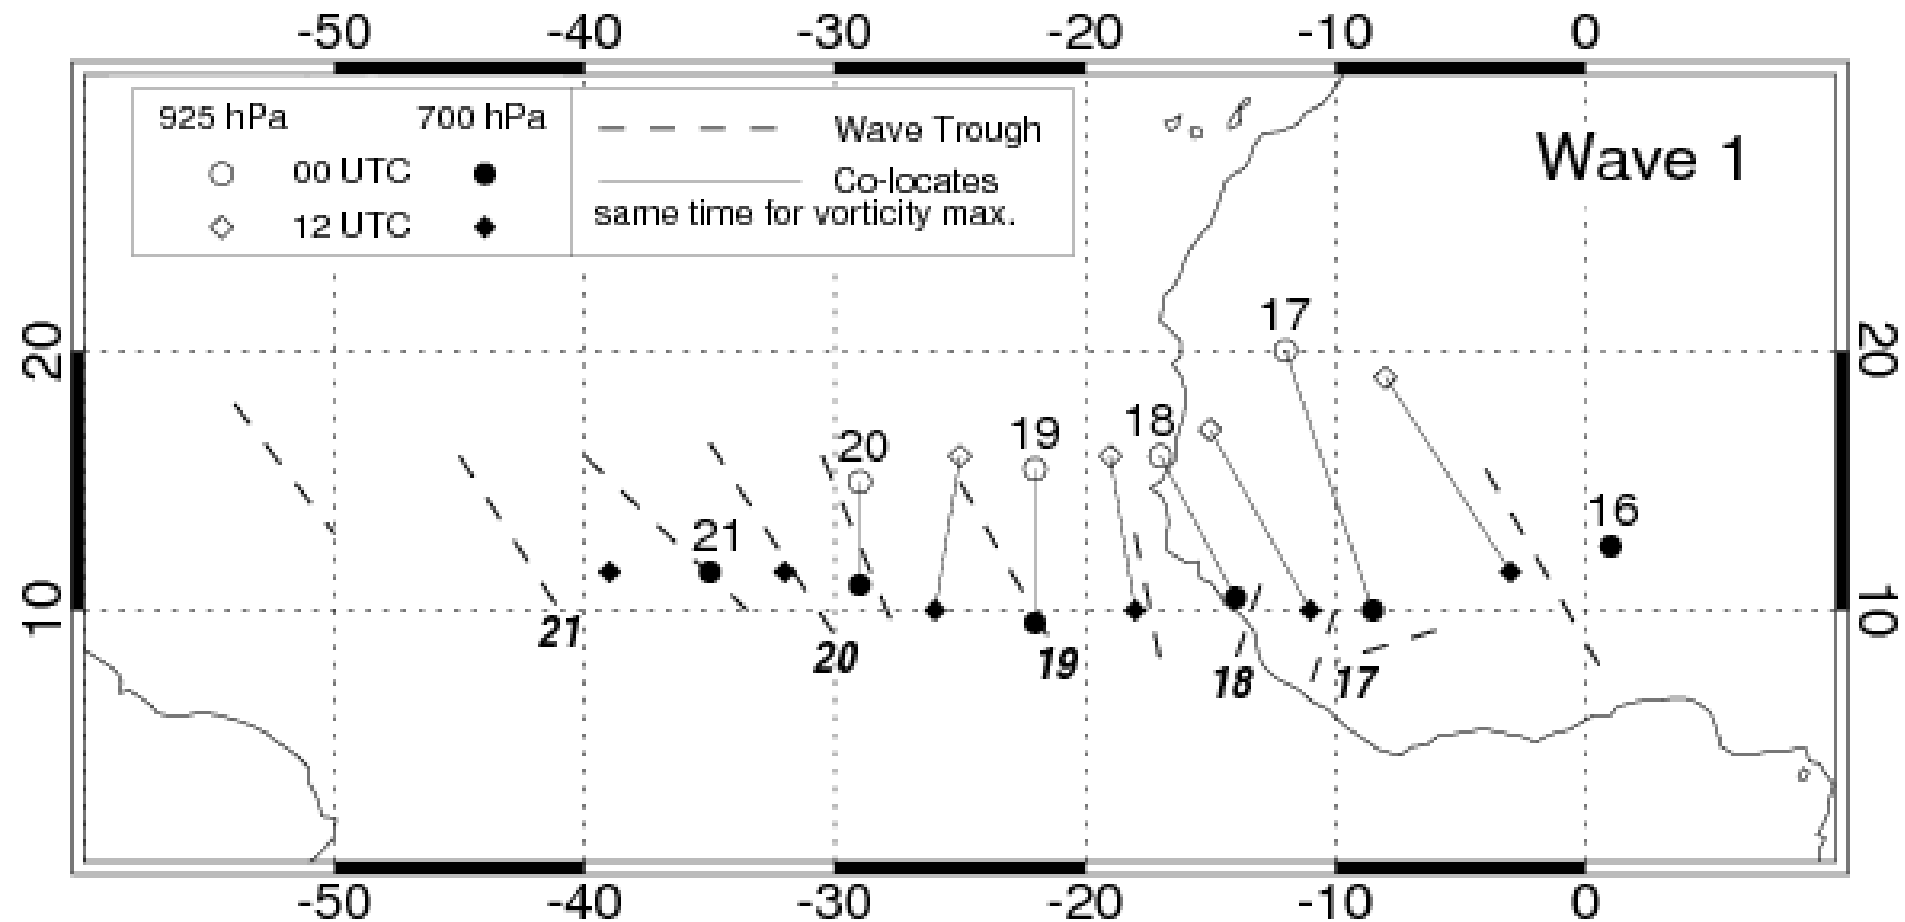 -50 -40 -30 -20 -10 0
925 hPa 700 hPa
00 UTC
12 UTC
Wave Trough
Co-locates
same time for vorticity max.
Wave 1
17
20 20
18
19
20
16
21
10 10
21
20
19
18
17
-50 -40 -30 -20 -10 0